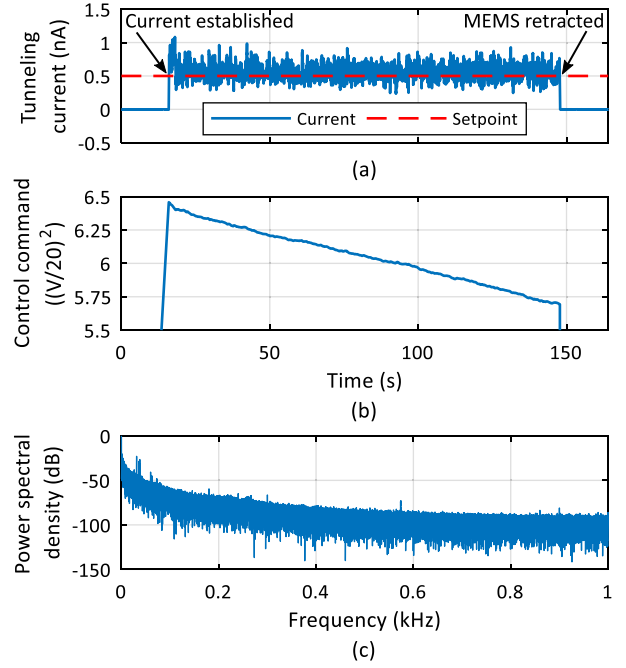 Current established
MEMS retracted
Tunneling
current (nA)
1.5
1
0.5
0
-0.5
Current
Setpoint
(a)
Control command
((V/20)²)
6.5
6.25
6
5.75
5.5
0
50
100
150
Time (s)
(b)
Power spectral
density (dB)
0
-50
-100
-150
0
0.2
0.4
0.6
0.8
1
Frequency (kHz)
(c)